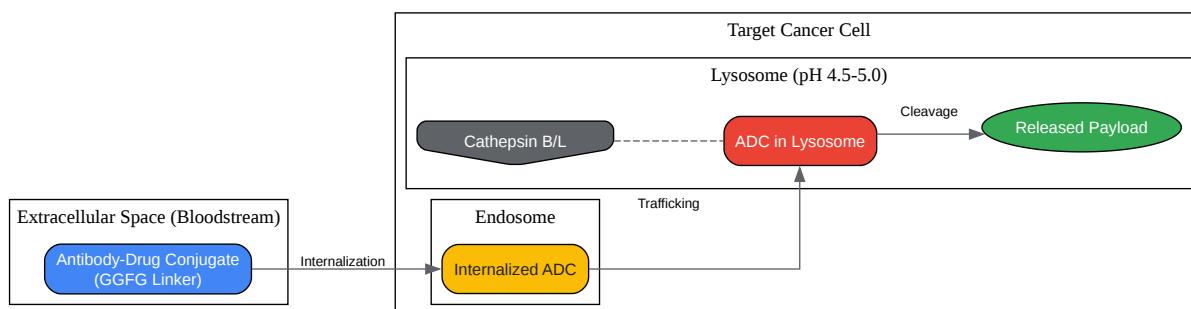 Target Cancer Cell
Lysosome (pH 4.5-5.0)
Cleavage
Cathepsin B/L
ADC in Lysosome
Released Payload
Trafficking
Extracellular Space (Bloodstream)
Endosome
Antibody-Drug Conjugate
(GGFG Linker)
Internalization
Internalized ADC